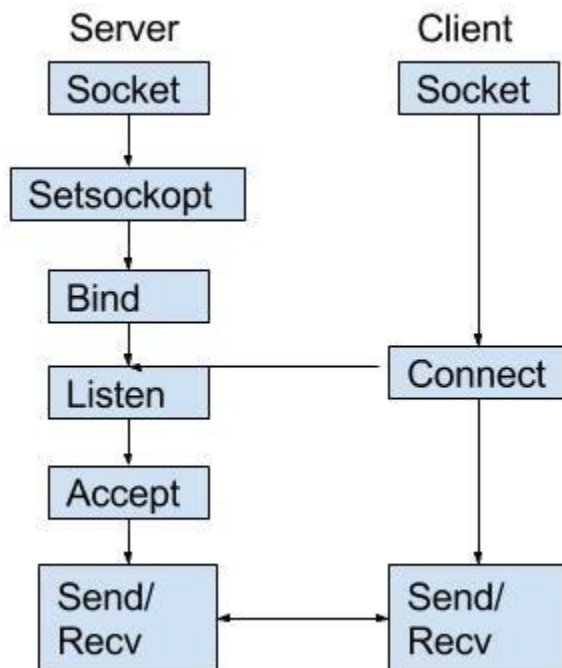 Server
Client
Socket
Socket
Setsockopt
Bind
Listen
Connect
Accept
Send/
Recv
Send/
Recv